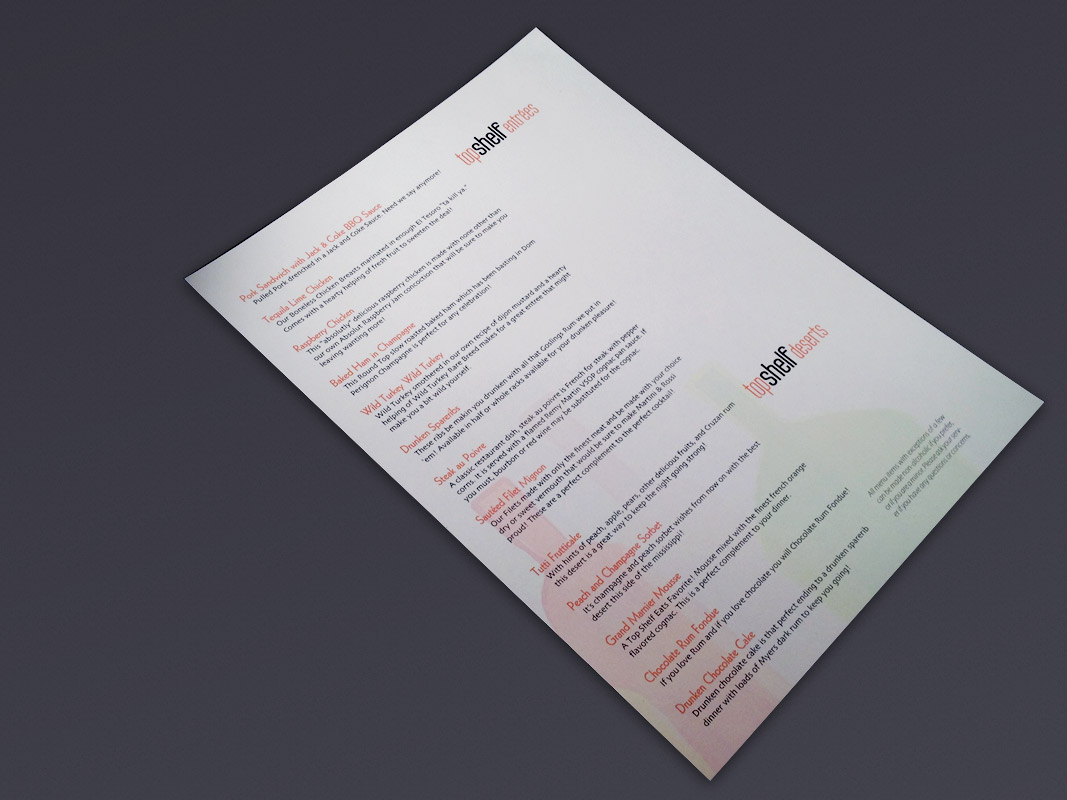 topshelf entrées
Pork Sandwich with Jack & Coke BBQ Sauce
Pulled Pork drenched in a Jack and Coke Sauce. Need we say anymore!
Tequila Lime Chicken
Our Boneless Chicken Breasts marinated in enough El Tesoro "ta kill ya."
Comes with a hearty helping of fresh fruit to sweeten the deal!
Raspberry Chicken
This "absolutly" delicious raspberry chicken is made with none other than
our own Absolut Raspberry Jam concoction that will be sure to make you
leaving wanting more!
Baked Ham in Champagne
This Round Top slow roasted baked ham which has been basting in Dom
Perignon Champagne is perfect for any celebration!
Wild Turkey Wild Turkey
Wild Turkey smothered in our own recipe of dijon mustard and a hearty
helping of Wild Turkey Rare Breed makes for a great entree that might
make you a bit wild yourself.
Drunken Spareribs
These ribs be makin you drunken with all that Goslings Rum we put in
'em! Available in half or whole racks available for your drunken pleasure!
Steak au Poivre
A classic restaurant dish, steak au poivre is French for steak with pepper
corns. It is served with a flamed Remy Martin VSOP cognac pan sauce. If
you must, bourbon or red wine may be substituted for the cognac.
Sautéed Filet Mignon
Our Filets made with only the finest meat and be made with your choice
dry or sweet vermouth that would be sure to make Martini & Rossi
proud! These are a perfect complement to the perfect cocktail!
topshelf deserts
Tutti Fruitticake
With hints of peach, apple, pears, other delicious fruits, and Cruzan rum
this desert is a great way to keep the night going strong!
Peach and Champagne Sorbet
It's champagne and peach sorbet wishes from now on with the best
desert this side of the mississippi!
Grand Marnier Mousse
A Top Shelf Eats Favorite! Mousse mixed with the finest french orange
flavored cognac. This is a perfect complement to your dinner.
Chocolate Rum Fondue
If you love Rum and if you love chocolate you will Chocolate Rum Fondue!
Drunken Chocolate Cake
Drunken chocolate cake is that perfect ending to a drunken sparerib
dinner with loads of Myers dark rum to keep you going!
All menu items with exceptions of a few
can be made non alcoholic if you prefer,
or if you are a minor. Please ask your serv-
er if you have any questions or concerns.